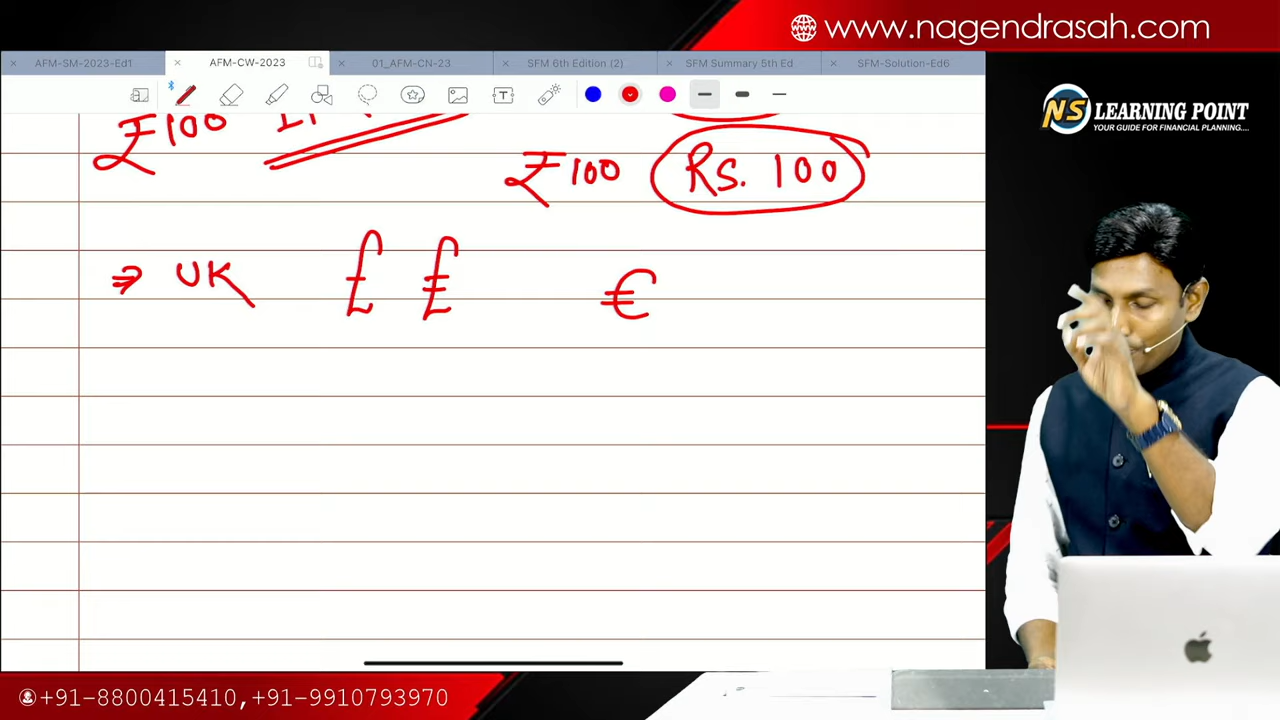 www.nagendrasah.com
AFM-SM-2023-Ed1
AFM-CW-2023
01_AFM-CN-23
SFM 6th Edition (2)
SFM Summary 5th Ed
SFM-Solution-Ed6
NS LEARNING POINT
YOUR GUIDE FOR FINANCIAL PLANNING....
₹100
₹100 Rs. 100
⇒ UK £ ₤ €
+91-8800415410,+91-9910793970